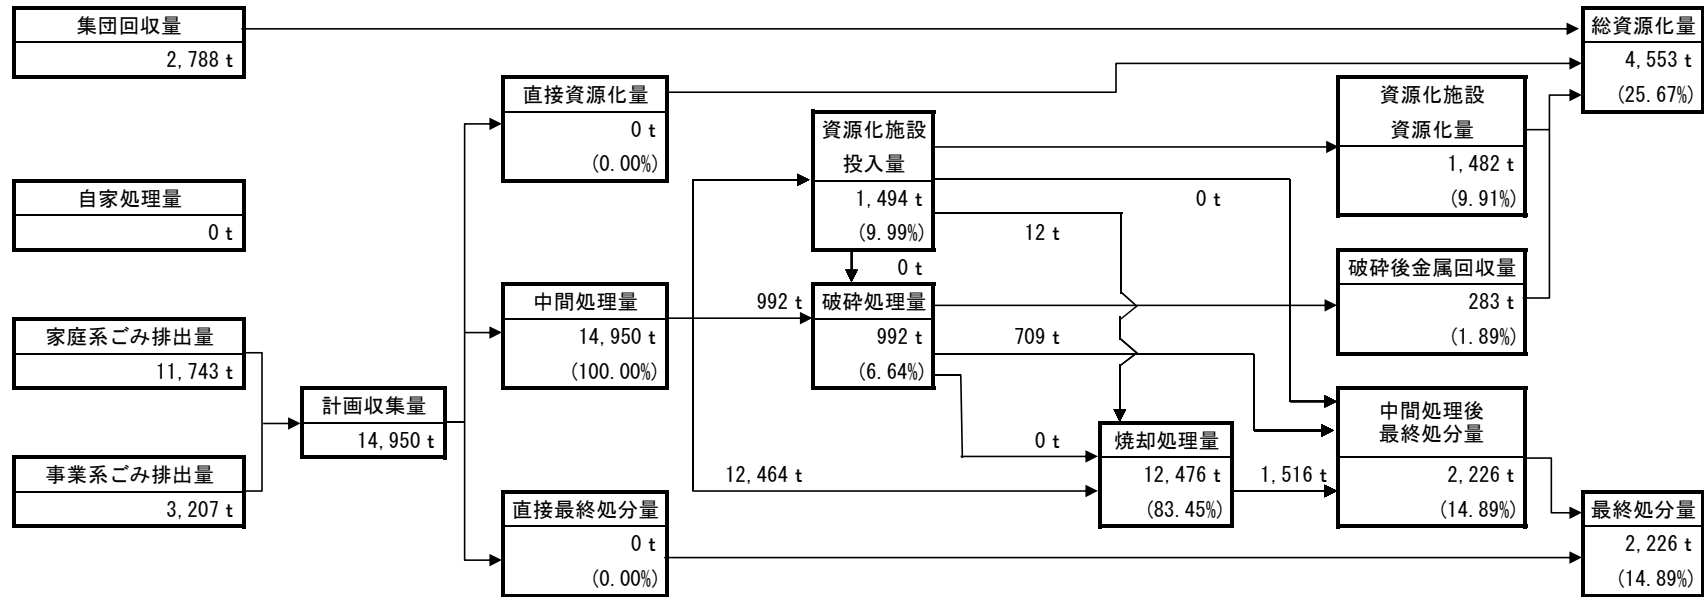 集団回収量
2,788 t
自家処理量
0 t
家庭系ごみ排出量
11,743 t
事業系ごみ排出量
3,207 t
計画収集量
14,950 t
直接資源化量
0 t
(0.00%)
中間処理量
14,950 t
(100.00%)
直接最終処分量
0 t
(0.00%)
992 t
12,464 t
資源化施設
投入量
1,494 t
(9.99%)
0 t
破砕処理量
992 t
(6.64%)
0 t
12 t
709 t
0 t
焼却処理量
12,476 t
(83.45%)
1,516 t
資源化施設
資源化量
1,482 t
(9.91%)
破砕後金属回収量
283 t
(1.89%)
中間処理後
最終処分量
2,226 t
(14.89%)
総資源化量
4,553 t
(25.67%)
最終処分量
2,226 t
(14.89%)